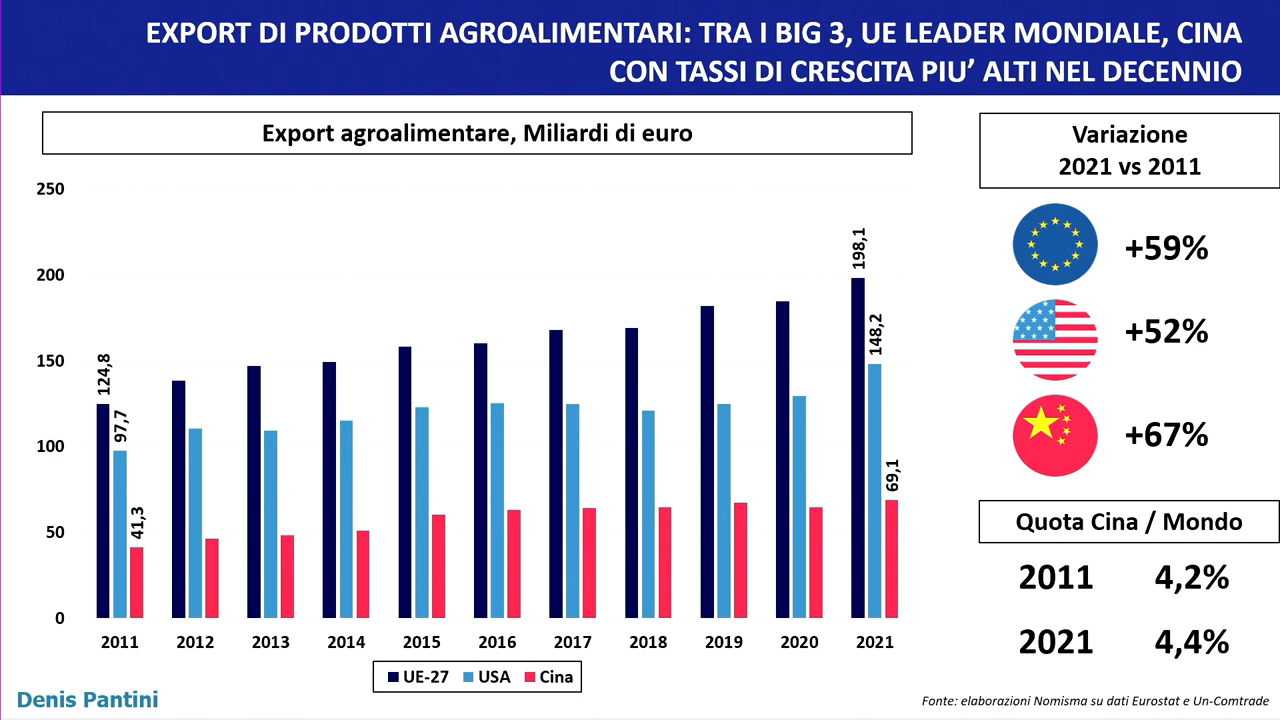 EXPORT DI PRODOTTI AGROALIMENTARI: TRA I BIG 3, UE LEADER MONDIALE, CINA
CON TASSI DI CRESCITA PIU’ ALTI NEL DECENNIO
Export agroalimentare, Miliardi di euro
250
200
150
100
50
0
124,8
97,7
41,3
198,1
148,2
69,1
2011 2012 2013 2014 2015 2016 2017 2018 2019 2020 2021
UE-27 USA Cina
Variazione
2021 vs 2011
+59%
+52%
+67%
Quota Cina / Mondo
2011 4,2%
2021 4,4%
Denis Pantini
Fonte: elaborazioni Nomisma su dati Eurostat e Un-Comtrade